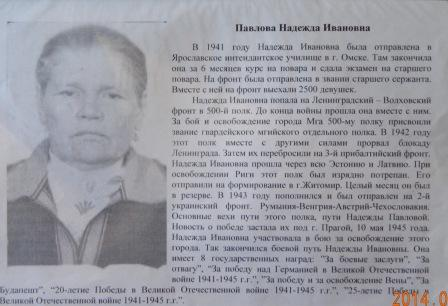 Павлова Надежда Ивановна
В 1941 году Надежда Ивановна была отправлена в
Ярославское интендантское училище в г. Омске. Там закончила
она за 6 месяцев курс на повара и сдала экзамен на старшего
повара. На фронт была отправлена в звании старшего сержанта.
Вместе с ней на фронт выехали 2500 девушек.
Надежда Ивановна попала на Ленинградский – Волховский
фронт в 500-й полк. До конца войны прошла она вместе с ним.
За бой и освобождение города Мга 500-му полку присвоили
звание гвардейского мгийского отдельного полка. В 1942 году
этот полк вместе с другими силами прорвал блокаду
Ленинграда. Затем их перебросили на 3-й прибалтийский фронт.
Надежда Ивановна прошла через всю Эстонию и Латвию. При
освобождении Риги этот полк был изрядно потрепан. Его
отправили на формирование в г.Житомир. Целый месяц он был
в резерве. В 1943 году пополнился и был отправлен на 2-й
украинский фронт. Румыния-Венгрия-Австрий-Чехословакия.
Основные вехи пути этого полка, пути Надежды Павловой.
Новость о победе застала их под г. Прагой, 10 мая 1945 года.
Надежда Ивановна участвовала в бою за освобождение этого
города. Так закончился боевой путь Надежды Ивановны. Она
имеет 8 государственных наград: "За боевые заслуги", "За
отвагу", "За победу над Германией в Великой Отечественной
войне 1941-1945 г.г.", "За победу и за освобождение Вены", "За
Будапешт", "20-летие Победы в Великой Отечественной войне 1941-1945 г.г.", "25-летие Победы в
Великой Отечественной войне 1941-1945 г.г.".
2014